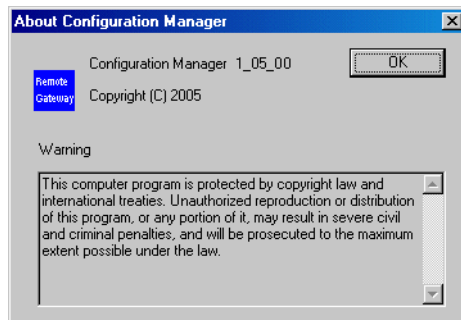 About Configuration Manager
Configuration Manager 1_05_00
OK
Remote
Gateway
Copyright (C) 2005
Warning
This computer program is protected by copyright law and
international treaties. Unauthorized reproduction or distribution
of this program, or any portion of it, may result in severe civil
and criminal penalties, and will be prosecuted to the maximum
extent possible under the law.